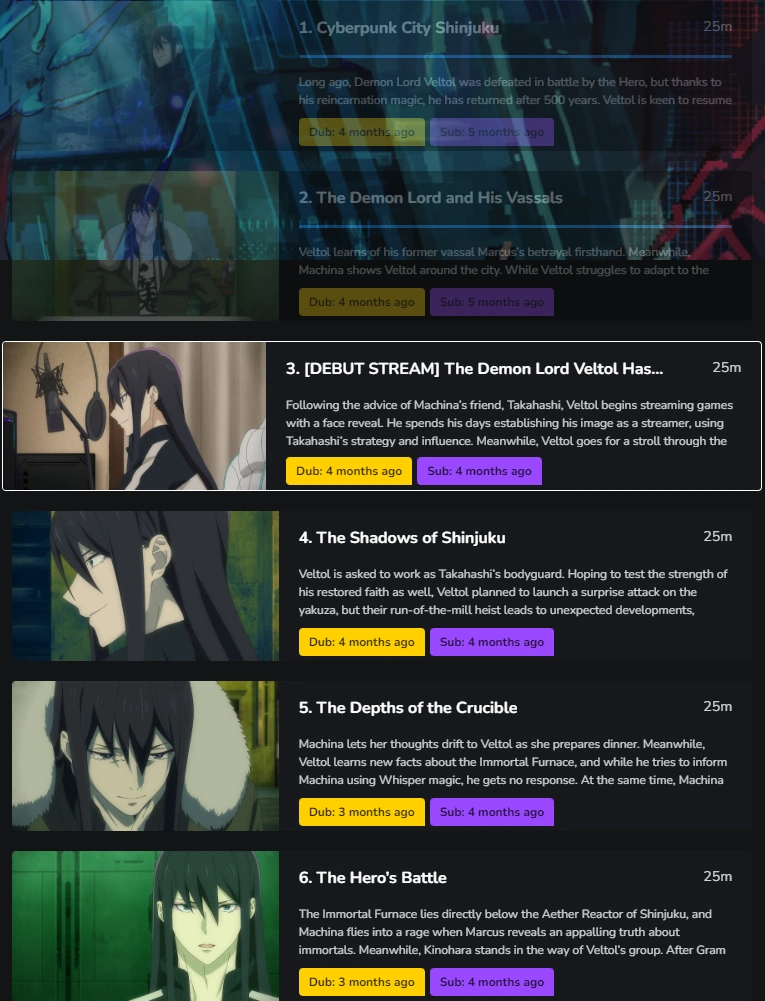 1. Cyberpunk City Shinjuku
25m
Long ago, Demon Lord Veltol was defeated in battle by the Hero, but thanks to
his reincarnation magic, he has returned after 500 years. Veltol is keen to resume
Dub: 4 months ago
Sub: 5 months ago
2. The Demon Lord and His Vassals
25m
Veltol learns of his former vassal Marcus's betrayal firsthand. Meanwhile,
Machina shows Veltol around the city. While Veltol struggles to adapt to the
Dub: 4 months ago
Sub: 5 months ago
3. [DEBUT STREAM] The Demon Lord Veltol Has...
25m
Following the advice of Machina's friend, Takahashi, Veltol begins streaming games
with a face reveal. He spends his days establishing his image as a streamer, using
Takahashi's strategy and influence. Meanwhile, Veltol goes for a stroll through the
Dub: 4 months ago
Sub: 4 months ago
4. The Shadows of Shinjuku
25m
Veltol is asked to work as Takahashi's bodyguard. Hoping to test the strength of
his restored faith as well, Veltol planned to launch a surprise attack on the
yakuza, but their run-of-the-mill heist leads to unexpected developments,
Dub: 4 months ago
Sub: 4 months ago
5. The Depths of the Crucible
25m
Machina lets her thoughts drift to Veltol as she prepares dinner. Meanwhile,
Veltol learns new facts about the Immortal Furnace, and while he tries to inform
Machina using Whisper magic, he gets no response. At the same time, Machina
Dub: 3 months ago
Sub: 4 months ago
6. The Hero's Battle
25m
The Immortal Furnace lies directly below the Aether Reactor of Shinjuku, and
Machina flies into a rage when Marcus reveals an appalling truth about
immortals. Meanwhile, Kinohara stands in the way of Veltol's group. After Gram
Dub: 3 months ago
Sub: 4 months ago